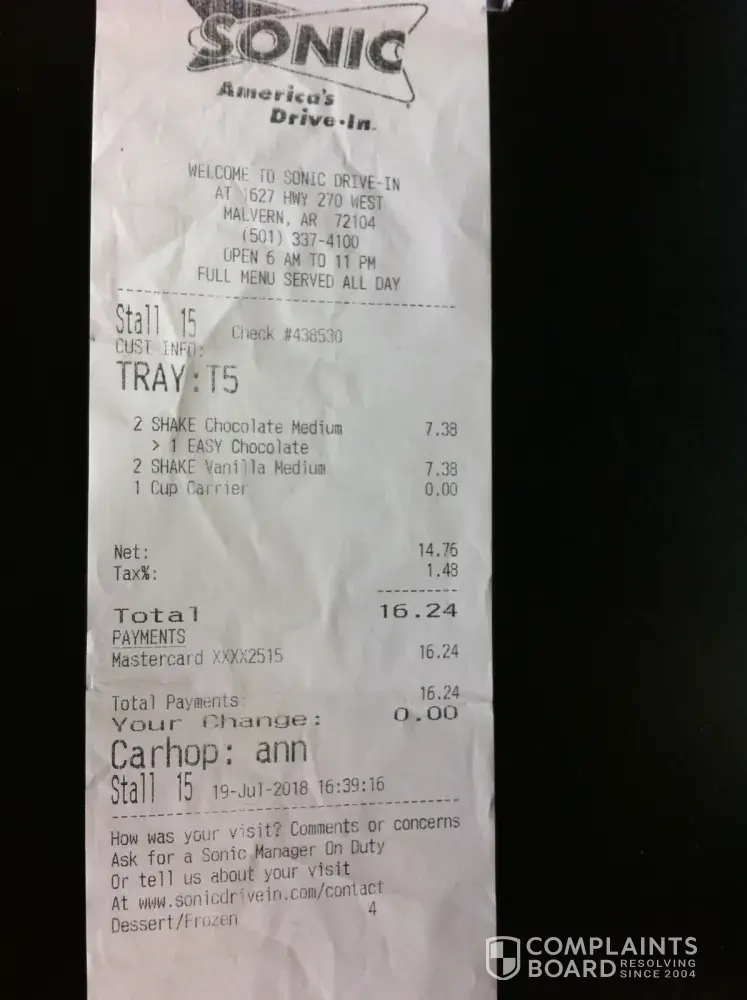 SONIC
America's
Drive-In.
WELCOME TO SONIC DRIVE-IN
AT 1627 HWY 270 WEST
MALVERN, AR 72104
(501) 337-4100
OPEN 6 AM TO 11 PM
FULL MENU SERVED ALL DAY
Stall 15 Check #438530
CUST INFO:
TRAY:T5
2 SHAKE Chocolate Medium 7.38
> 1 EASY Chocolate
2 SHAKE Vanilla Medium 7.38
1 Cup Carrier 0.00
Net: 14.76
Tax%: 1.48
Total 16.24
PAYMENTS
Mastercard XXXX2515 16.24
Total Payments: 16.24
Your Change: 0.00
Carhop: ann
Stall 15 19-Jul-2018 16:39:16
How was your visit? Comments or concerns
Ask for a Sonic Manager On Duty
Or tell us about your visit
At www.sonicdrivein.com/contact
Dessert/Frozen 4
COMPLAINTS
BOARD RESOLVING
SINCE 2004